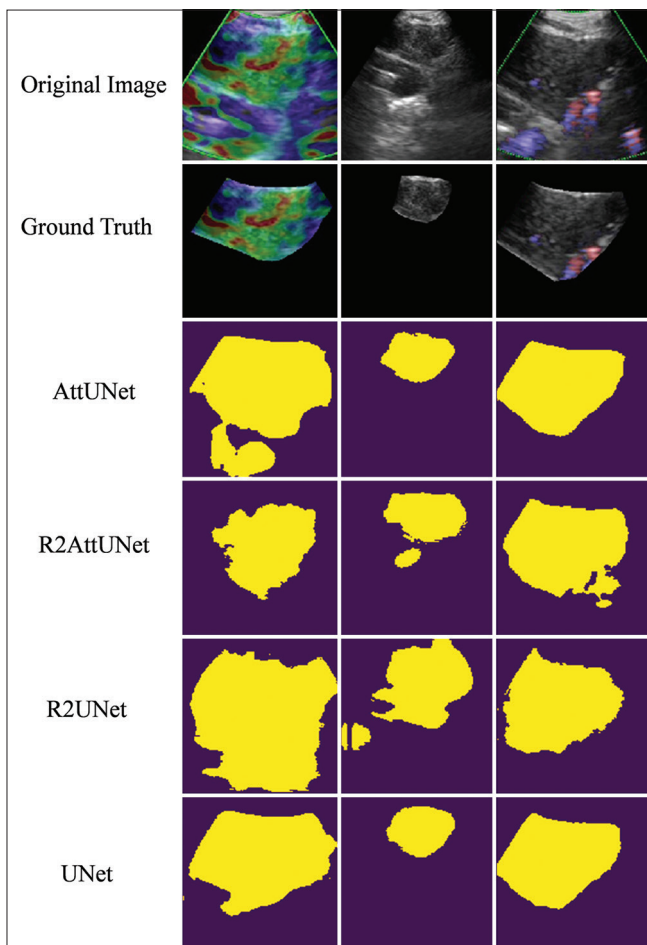 Original Image
Ground Truth
AttUNet
R2AttUNet
R2UNet
UNet